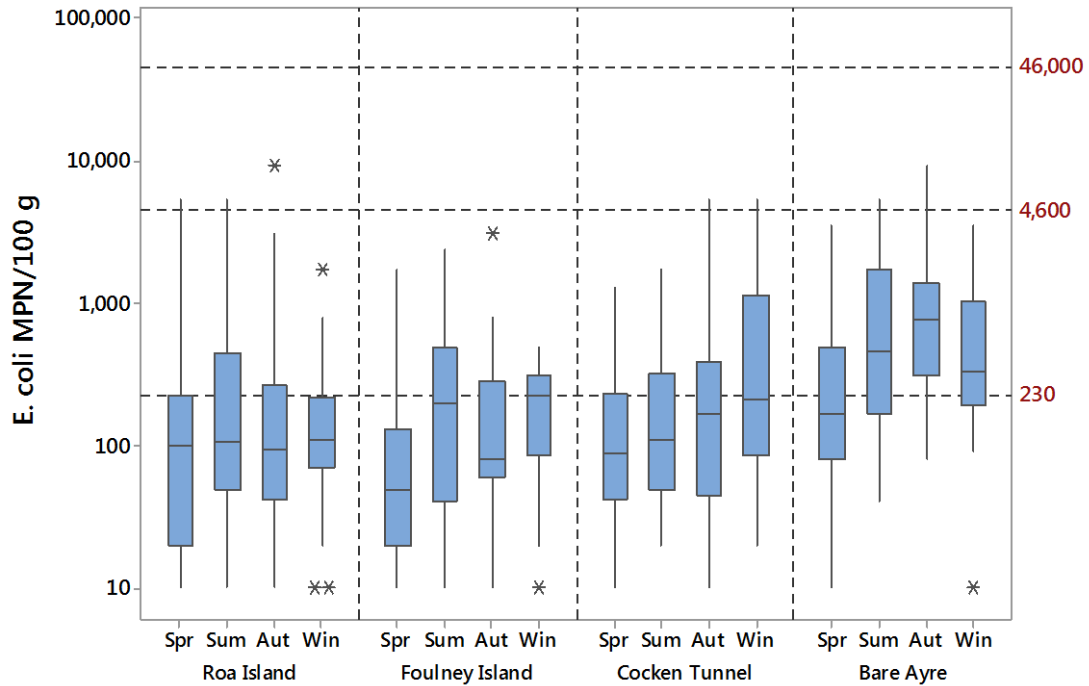 100,000
46,000
10,000
4,600
E. coli MPN/100 g
1,000
230
100
10
Spr Sum Aut Win Spr Sum Aut Win Spr Sum Aut Win Spr Sum Aut Win
Roa Island Foulney Island Cocken Tunnel Bare Ayre